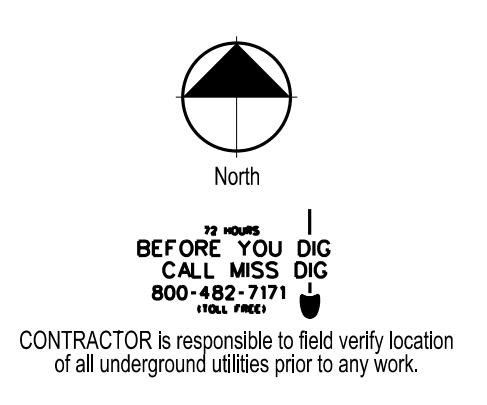 North
72 HOURS
BEFORE YOU DIG
CALL MISS DIG
800-482-7171
(TOLL FREE)
CONTRACTOR is responsible to field verify location
of all underground utilities prior to any work.